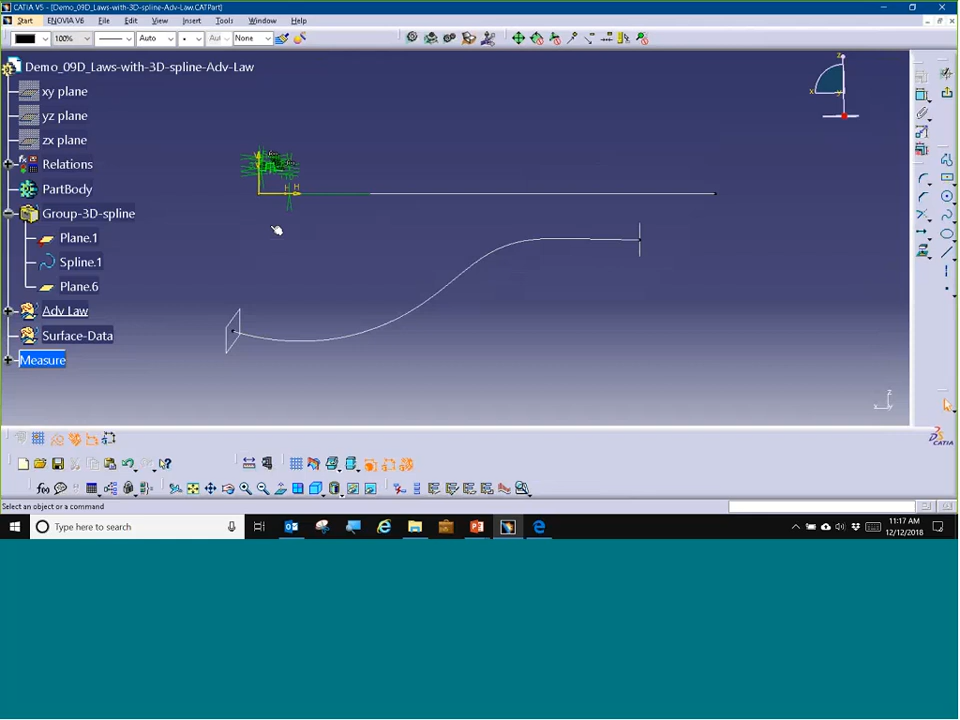 CATIA V5 - [Demo_09D_Laws-with-3D-spline-Adv-Law.CATPart]
Start ENOVIA V6 File Edit View Insert Tools Window Help
100% Auto Aut None
Demo_09D_Laws-with-3D-spline-Adv-Law
xy plane
yz plane
zx plane
Relations
PartBody
Group-3D-spline
Plane.1
Spline.1
Plane.6
Adv Law
Surface-Data
Measure
z
x
y
H
z
x
y
f(x)
Select an object or a command
Type here to search
11:17 AM
12/12/2018